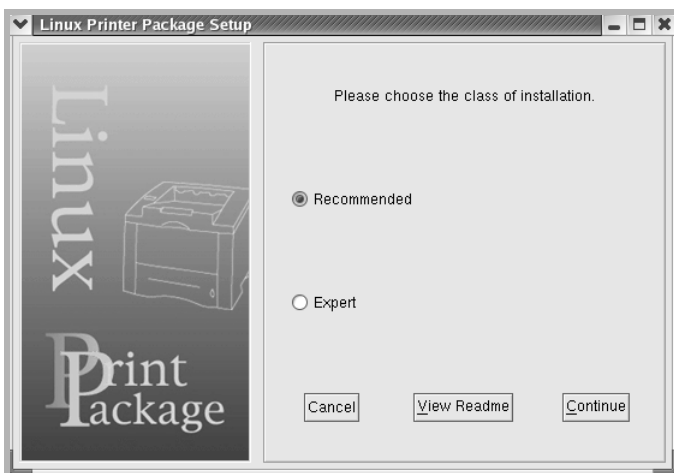 Linux Printer Package Setup
Linux
Print
Package
Please choose the class of installation.
Recommended
Expert
Cancel
View Readme
Continue